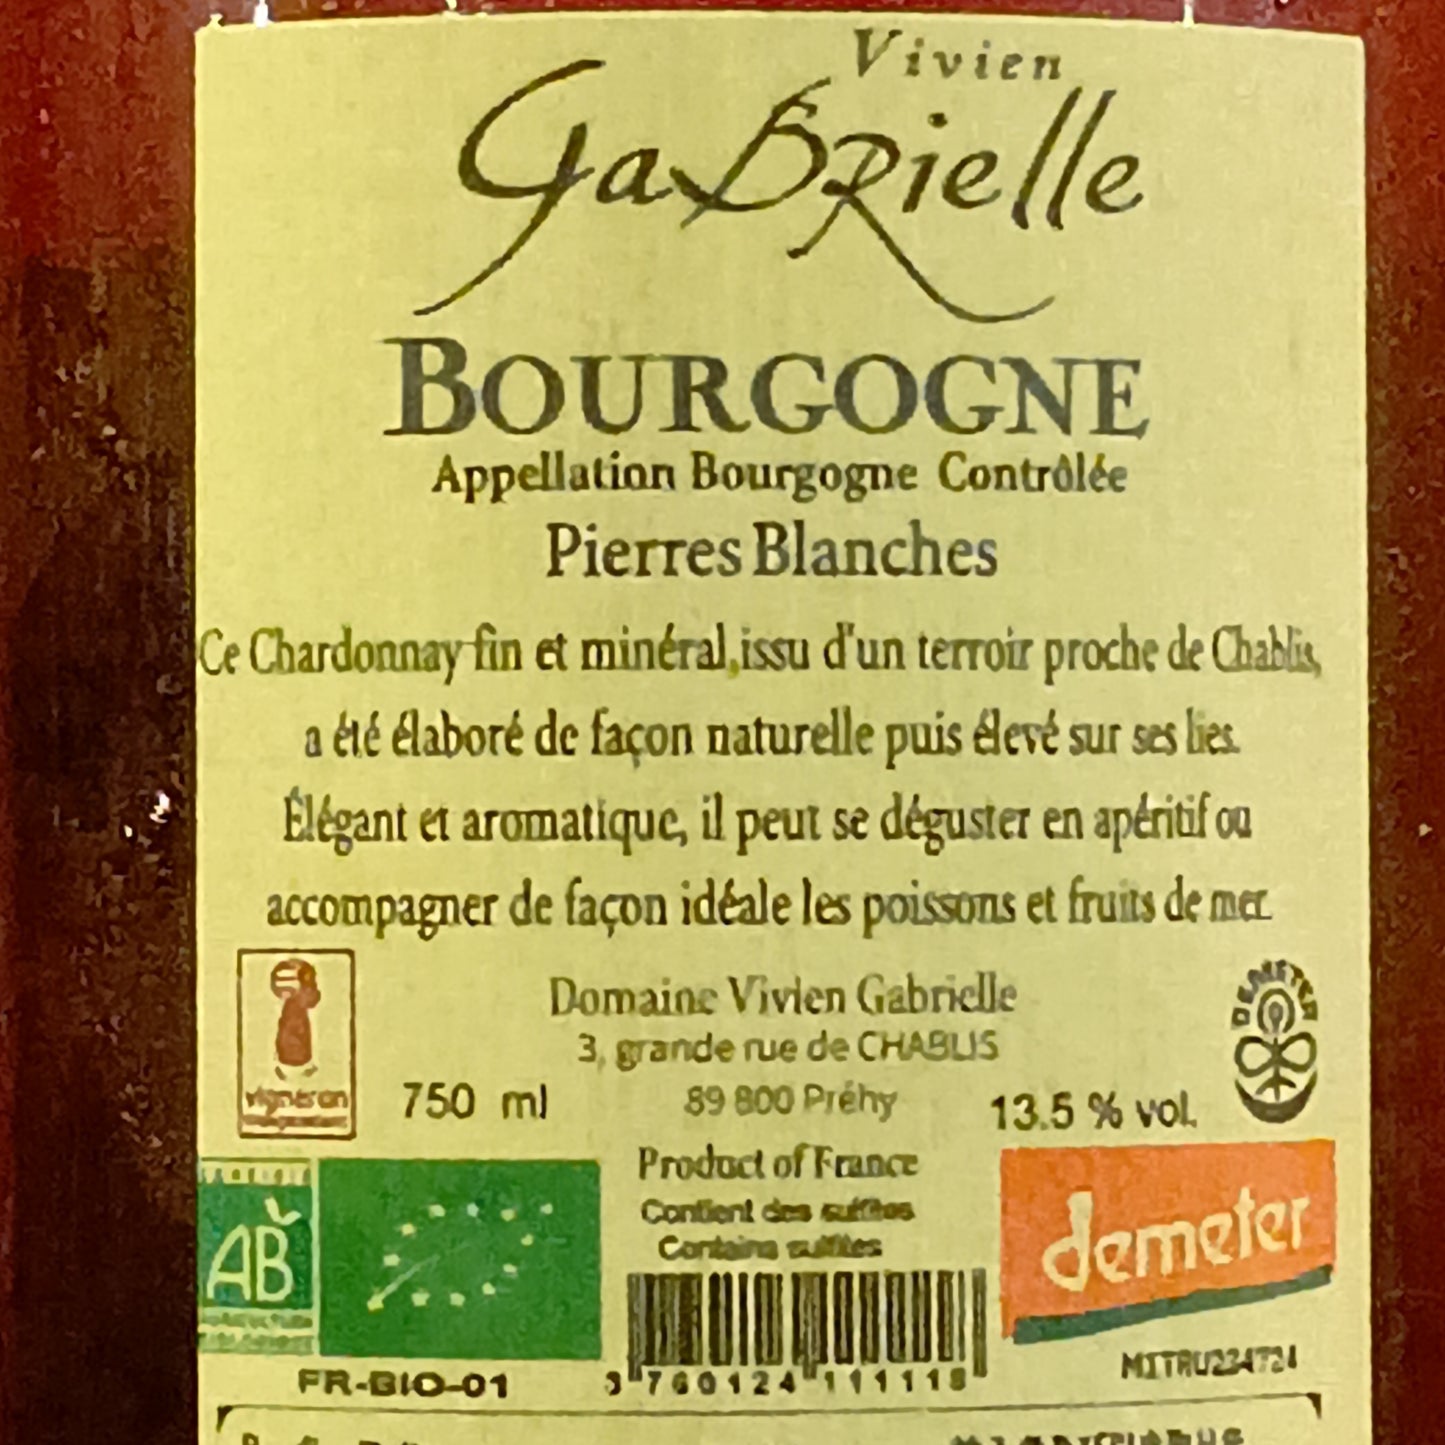 Vivien
Gabrielle
BOURGOGNE
Appellation Bourgogne Contrôlée
Pierres Blanches
Ce Chardonnay fin et minéral, issu d'un terroir proche de Chablis,
a été élaboré de façon naturelle puis élevé sur ses lies.
Élégant et aromatique, il peut se déguster en apéritif ou
accompagner de façon idéale les poissons et fruits de mer.
Domaine Vivien Gabrielle
3, grande rue de CHABLIS
89 800 Préhy
vigneron
750 ml
13.5 % vol.
DEMETER
Product of France
Contient des sulfites
Contains sulfites
AB
demeter
FR-BIO-01
3 760124 111118